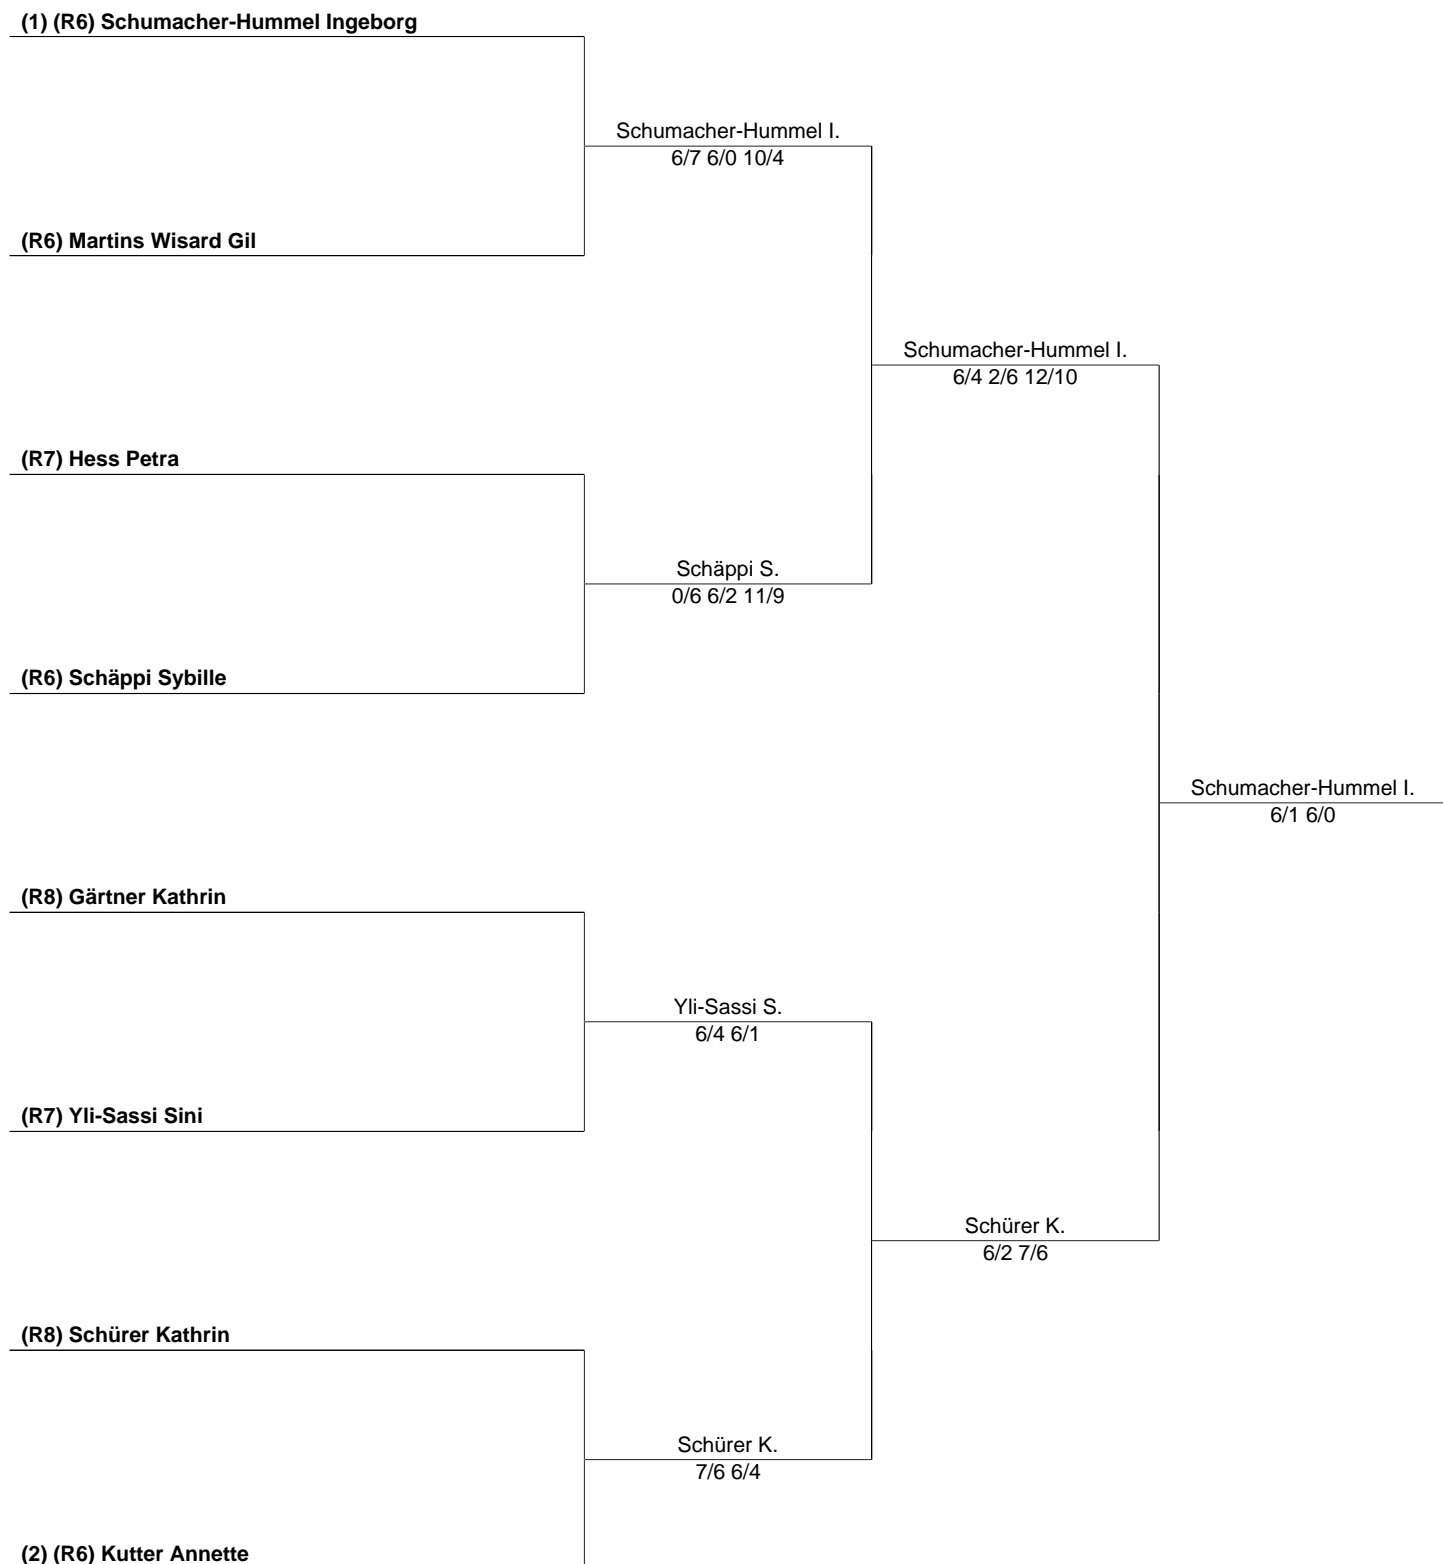 (1) (R6) Schumacher-Hummel Ingeborg
Schumacher-Hummel I.
6/7 6/0 10/4
(R6) Martins Wisard Gil
Schumacher-Hummel I.
6/4 2/6 12/10
(R7) Hess Petra
Schäppi S.
0/6 6/2 11/9
(R6) Schäppi Sybille
Schumacher-Hummel I.
6/1 6/0
(R8) Gärtner Kathrin
Yli-Sassi S.
6/4 6/1
(R7) Yli-Sassi Sini
Schürer K.
6/2 7/6
(R8) Schürer Kathrin
Schürer K.
7/6 6/4
(2) (R6) Kutter Annette